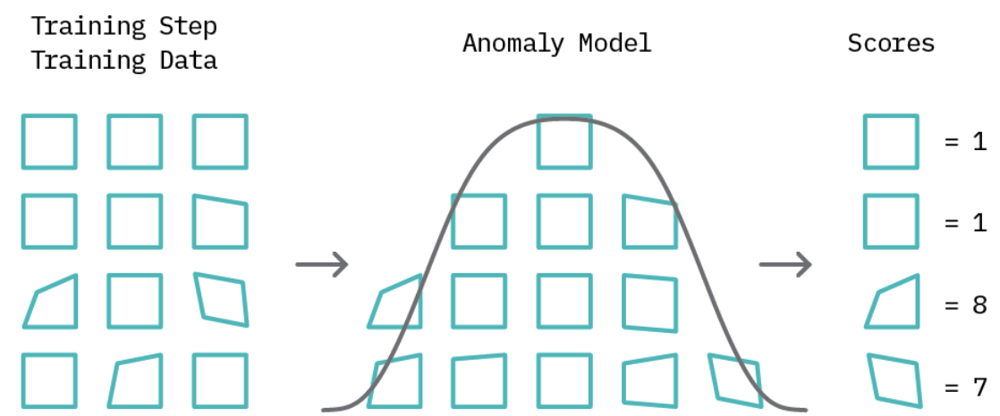 Training Step
Training Data
Anomaly Model
Scores
= 1
= 1
= 8
= 7